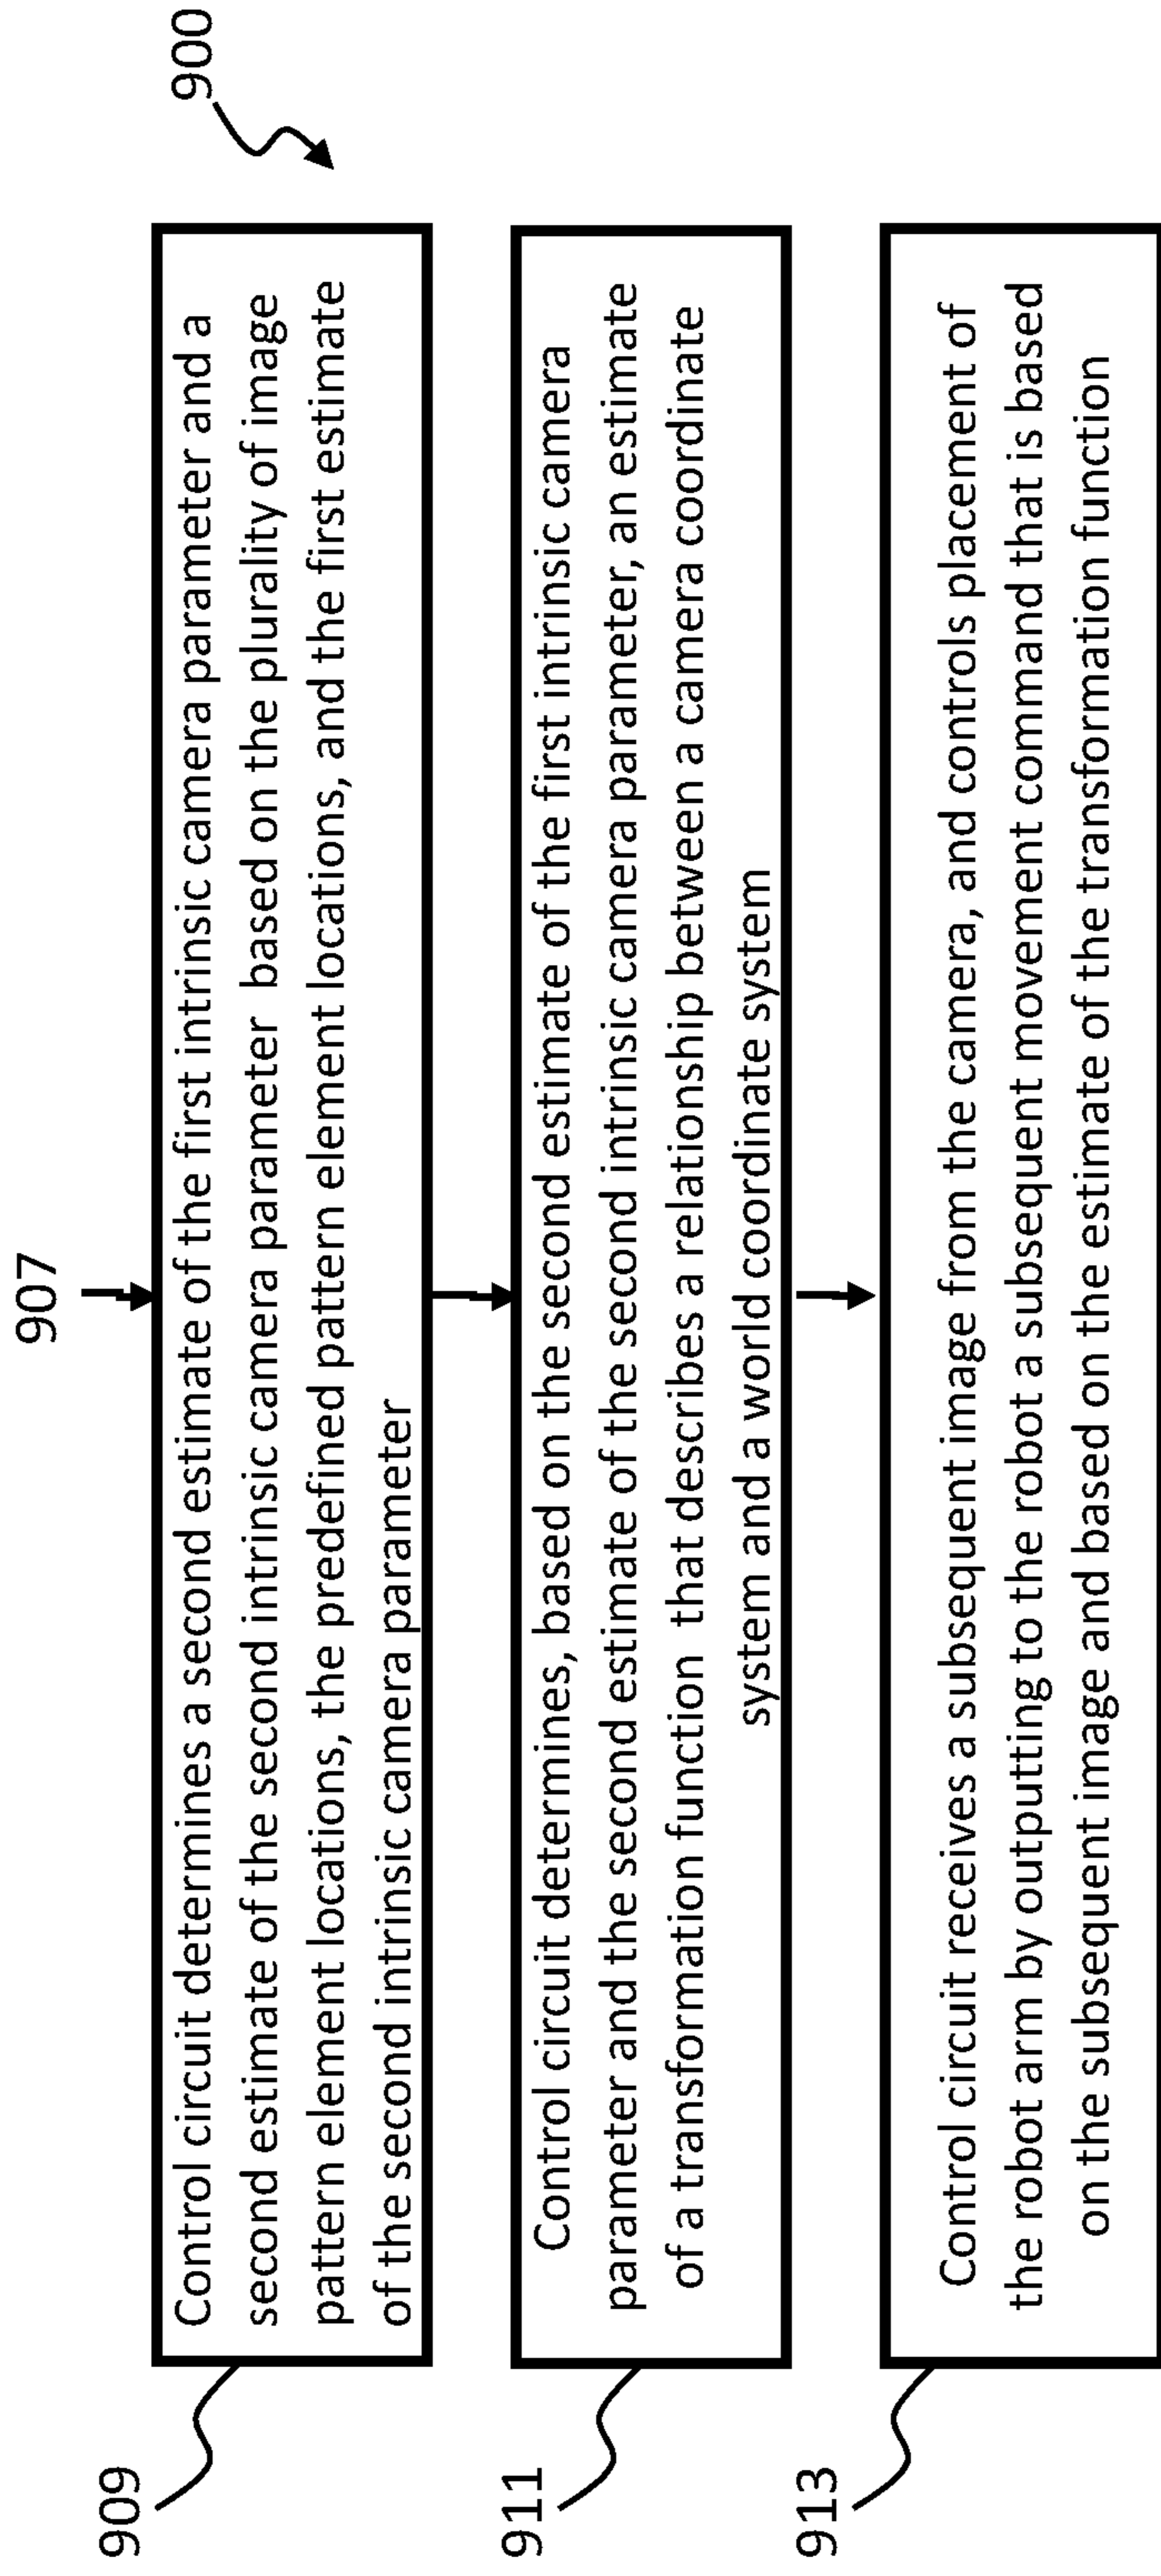 907
900
909
Control circuit determines a second estimate of the first intrinsic camera parameter and a
second estimate of the second intrinsic camera parameter based on the plurality of image
pattern element locations, the predefined pattern element locations, and the first estimate
of the second intrinsic camera parameter
911
Control circuit determines, based on the second estimate of the first intrinsic camera
parameter and the second estimate of the second intrinsic camera parameter, an estimate
of a transformation function that describes a relationship between a camera coordinate
system and a world coordinate system
913
Control circuit receives a subsequent image from the camera, and controls placement of
the robot arm by outputting to the robot a subsequent movement command that is based
on the subsequent image and based on the estimate of the transformation function